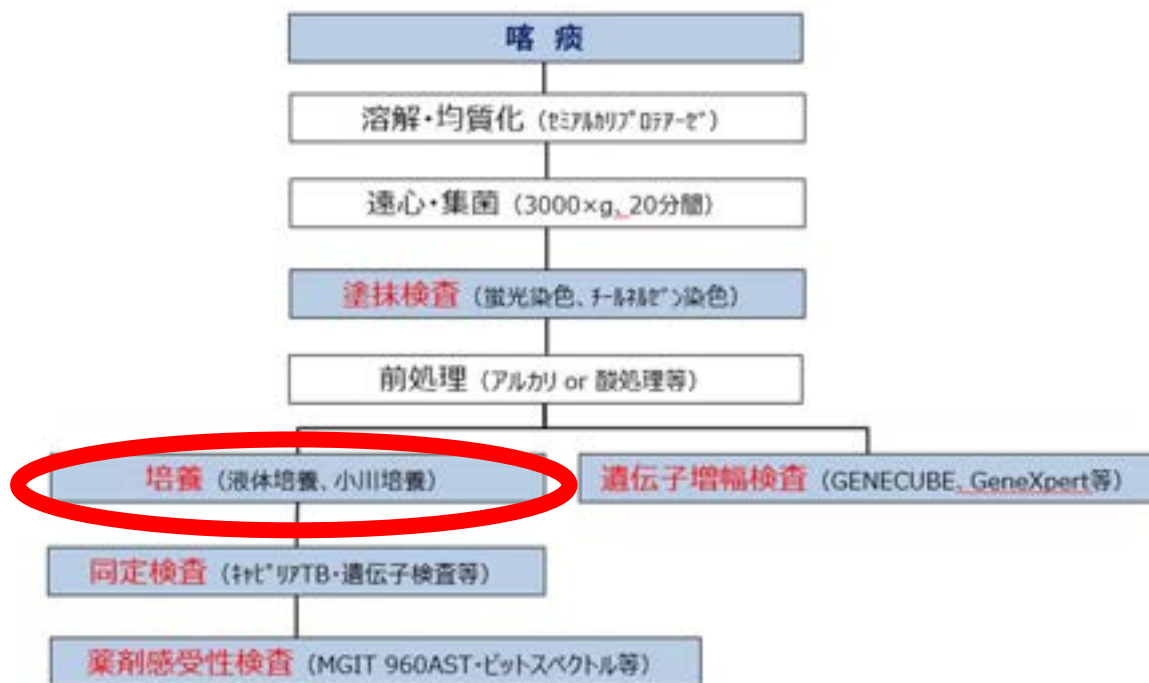 喀 痰
溶解・均質化 (ｾﾐｱﾙｶﾘﾌﾟﾛﾃｱｰｾﾞ)
遠心・集菌 (3000×g、20分間)
塗抹検査 (蛍光染色、ﾁｰﾙﾈﾙｾﾞﾝ染色)
前処理 (アルカリ or 酸処理等)
培養 (液体培養、小川培養)
遺伝子増幅検査 (GENECUBE、GeneXpert等)
同定検査 (ｷｬﾋﾟﾘｱTB・遺伝子検査等)
薬剤感受性検査 (MGIT 960AST・ビットスペクトル等)